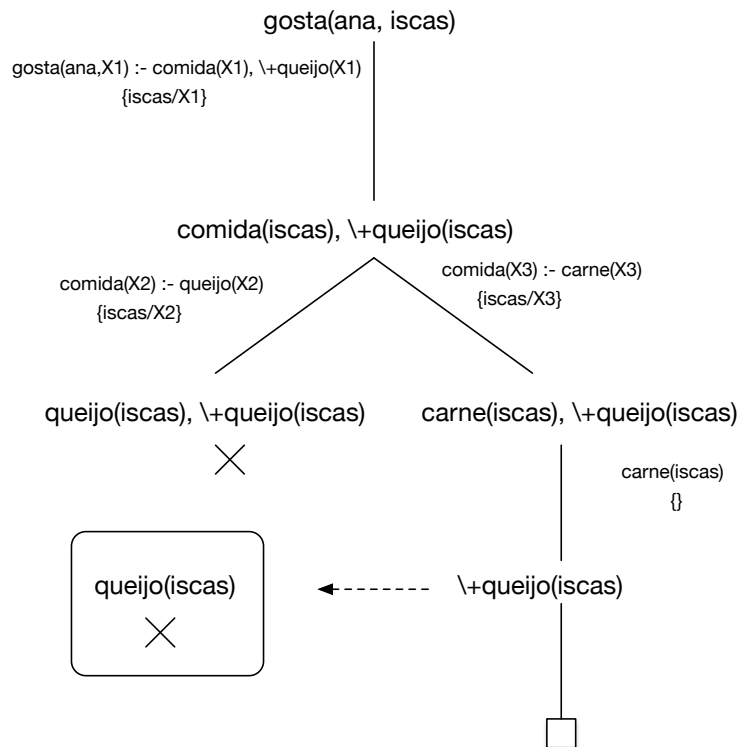 gosta(ana, iscas)
gosta(ana,X1) :- comida(X1), \+queijo(X1)
{iscas/X1}
comida(iscas), \+queijo(iscas)
comida(X2) :- queijo(X2)
{iscas/X2}
comida(X3) :- carne(X3)
{iscas/X3}
queijo(iscas), \+queijo(iscas)
carne(iscas), \+queijo(iscas)
carne(iscas)
{}
queijo(iscas)
\+queijo(iscas)